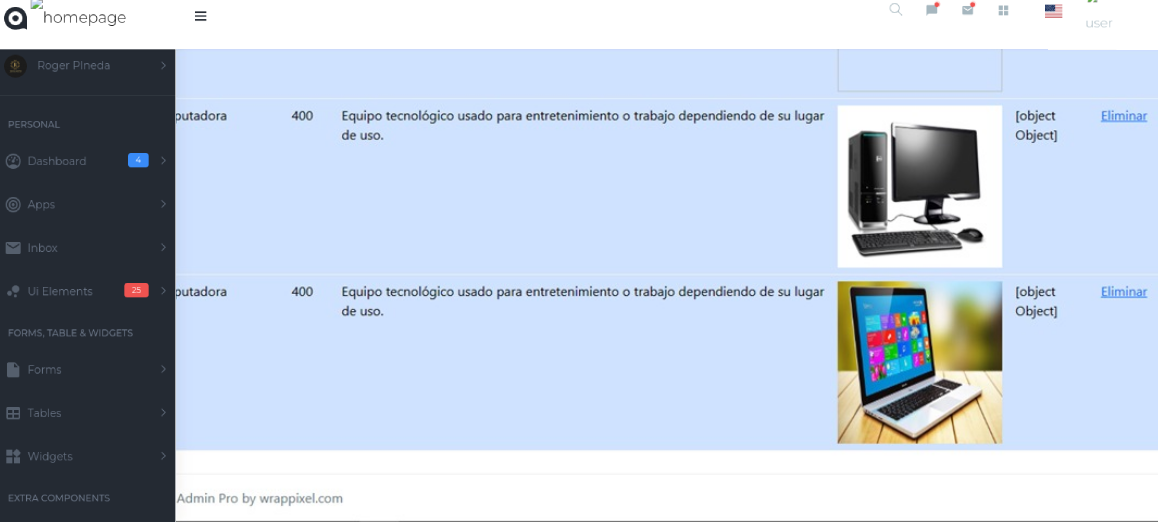 homepage
user
Roger PIneda
PERSONAL
Dashboard 4
Apps
Inbox
Ui Elements 25
FORMS, TABLE & WIDGETS
Forms
Tables
Widgets
EXTRA COMPONENTS
putadora 400 Equipo tecnológico usado para entretenimiento o trabajo dependiendo de su lugar [object Eliminar
de uso. Object]
putadora 400 Equipo tecnológico usado para entretenimiento o trabajo dependiendo de su lugar [object Eliminar
de uso. Object]
Admin Pro by wrappixel.com